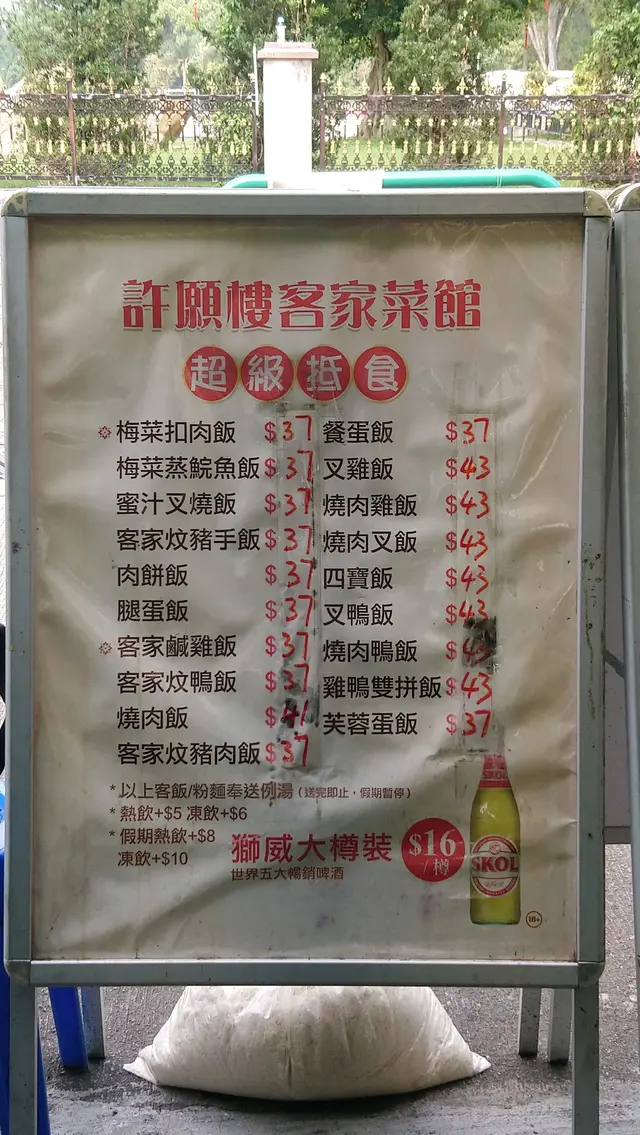 許願樓客家菜館
超級抵食
梅菜扣肉飯 $37
梅菜蒸鯇魚飯 $37
蜜汁叉燒飯 $37
客家炆豬手飯 $37
肉餅飯 $37
腿蛋飯 $37
客家鹹雞飯 $37
客家炆鴨飯 $37
燒肉飯 $41
客家炆豬肉飯 $37
餐蛋飯 $37
叉雞飯 $43
燒肉雞飯 $43
燒肉叉飯 $43
四寶飯 $43
叉鴨飯 $43
燒肉鴨飯 $43
雞鴨雙拼飯 $43
芙蓉蛋飯 $37
*以上客飯/粉麵奉送例湯(送完即止,假期暫停)
*熱飲+$5 凍飲+$6
*假期熱飲+$8
凍飲+$10
獅威大樽裝
世界五大暢銷啤酒
$16
/樽
SKOL
SKOL
18+